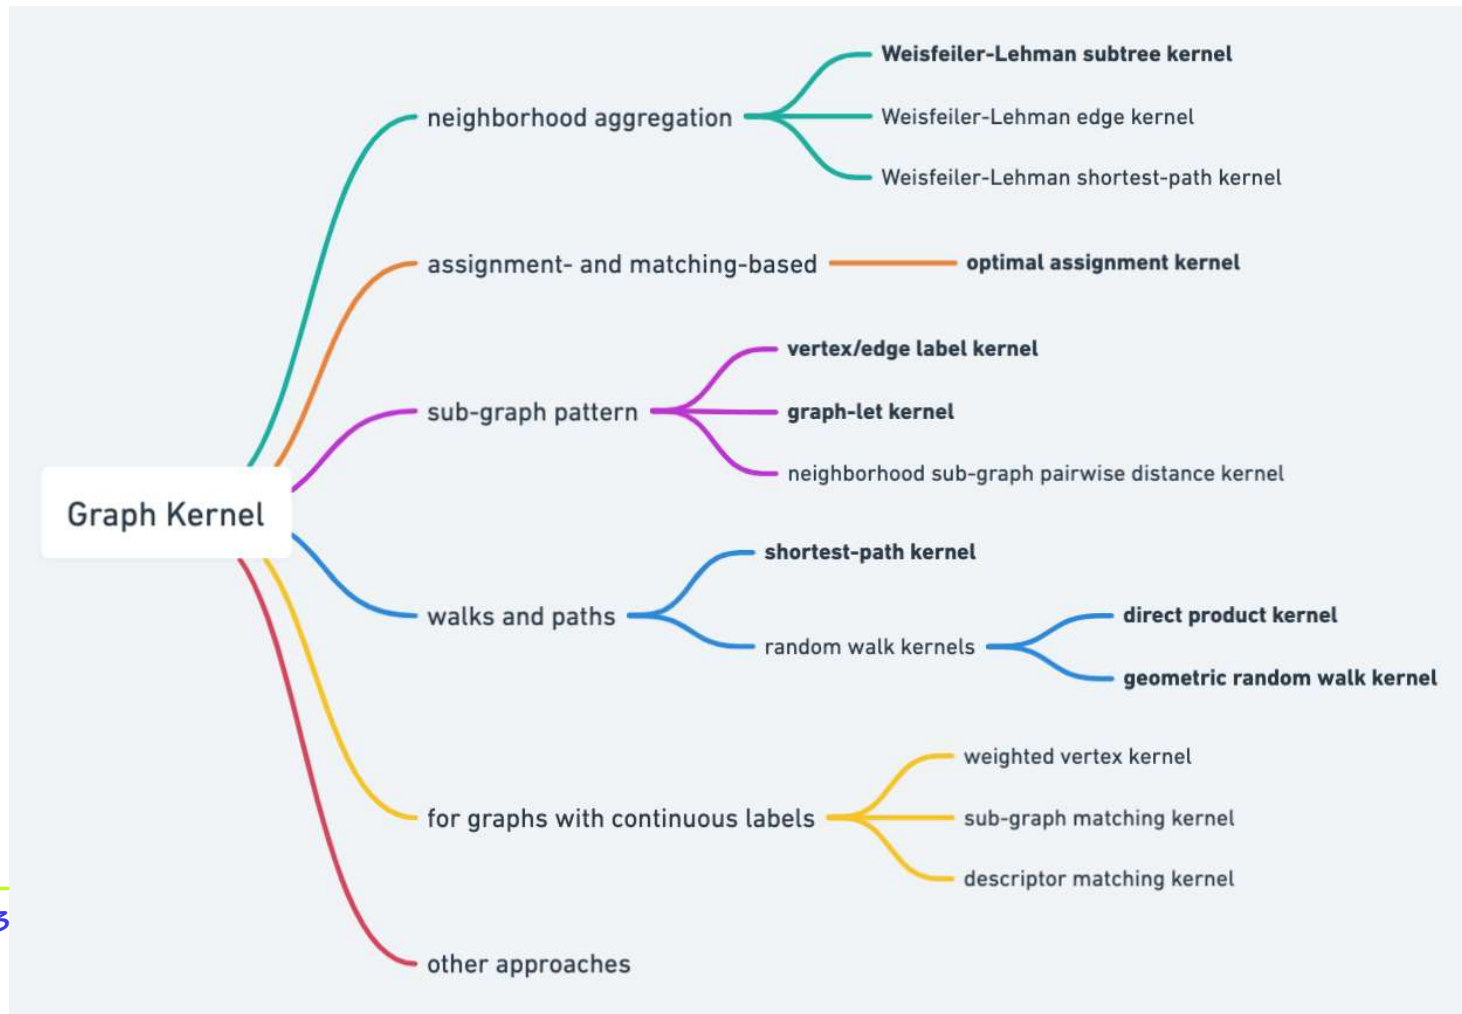 Graph Kernel
neighborhood aggregation
Weisfeiler-Lehman subtree kernel
Weisfeiler-Lehman edge kernel
Weisfeiler-Lehman shortest-path kernel
assignment- and matching-based
optimal assignment kernel
sub-graph pattern
vertex/edge label kernel
graph-let kernel
neighborhood sub-graph pairwise distance kernel
walks and paths
shortest-path kernel
random walk kernels
direct product kernel
geometric random walk kernel
for graphs with continuous labels
weighted vertex kernel
sub-graph matching kernel
descriptor matching kernel
other approaches
3